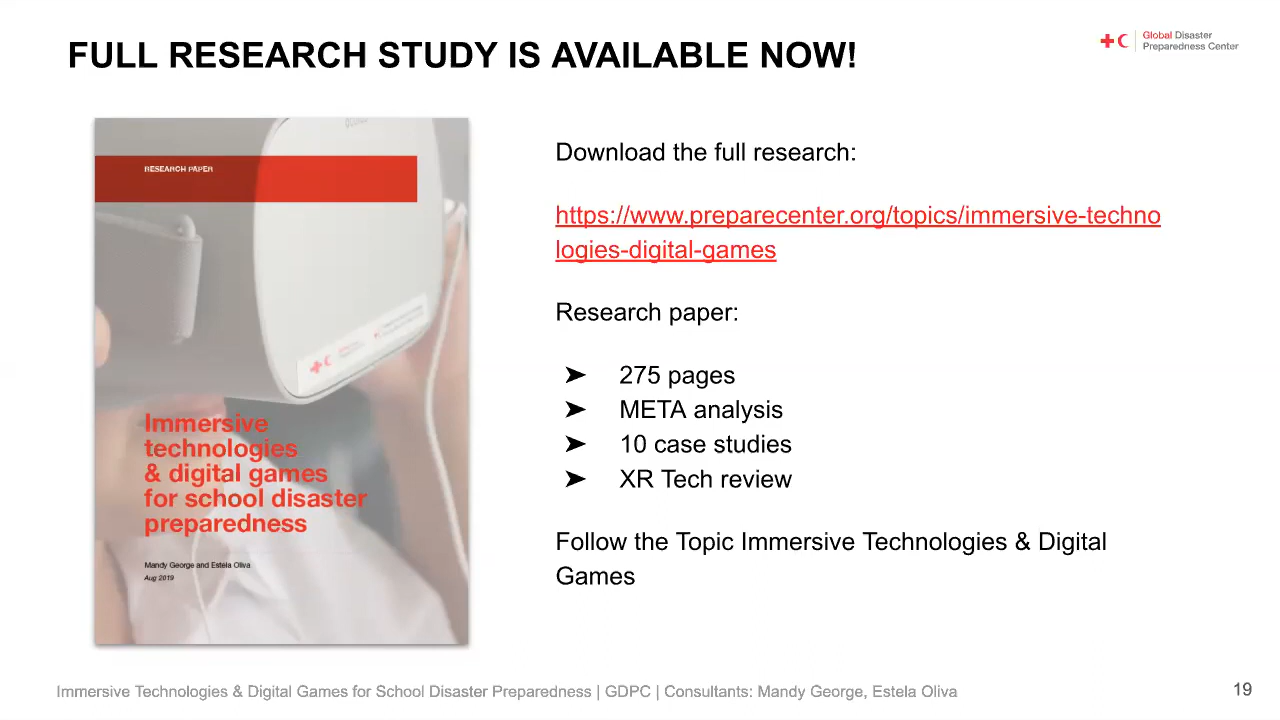 FULL RESEARCH STUDY IS AVAILABLE NOW!
Global Disaster
Preparedness Center
RESEARCH PAPER
Immersive
technologies
& digital games
for school disaster
preparedness
Mandy George and Estela Oliva
Aug 2019
Download the full research:
https://www.preparecenter.org/topics/immersive-techno
logies-digital-games
Research paper:
➤ 275 pages
➤ META analysis
➤ 10 case studies
➤ XR Tech review
Follow the Topic Immersive Technologies & Digital
Games
Immersive Technologies & Digital Games for School Disaster Preparedness | GDPC | Consultants: Mandy George, Estela Oliva
19